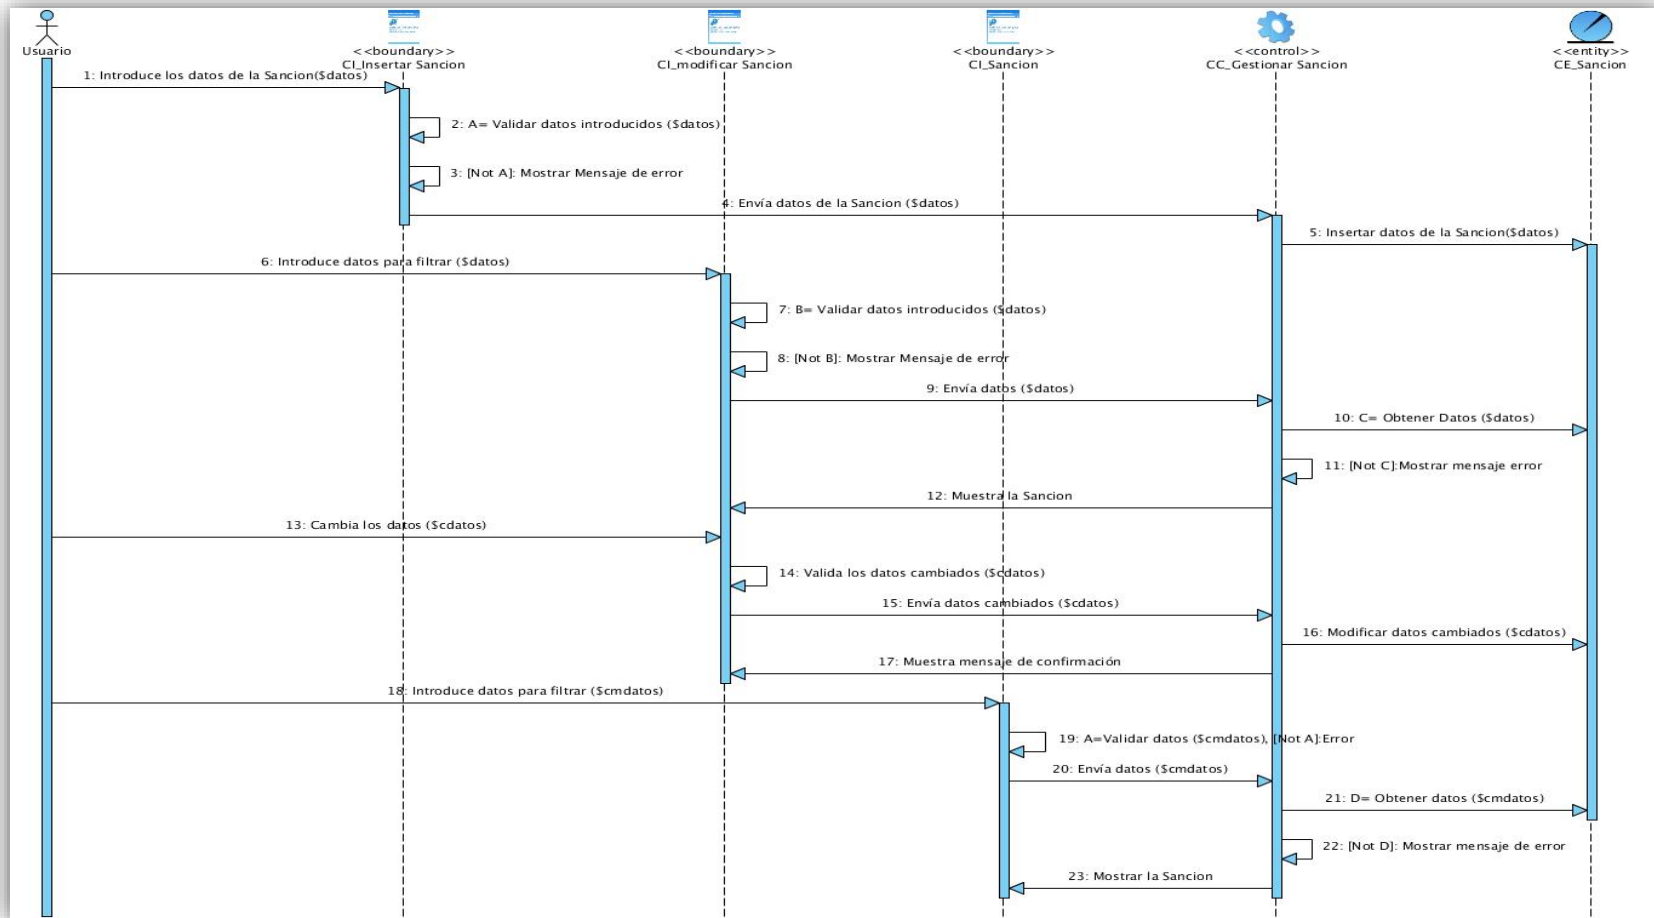 Usuario
<<boundary>>
CI_Insertar Sancion
<<boundary>>
CI_modificar Sancion
<<boundary>>
CI_Sancion
<<control>>
CC_Gestionar Sancion
<<entity>>
CE_Sancion
1: Introduce los datos de la Sancion($datos)
2: A= Validar datos introducidos ($datos)
3: [Not A]: Mostrar Mensaje de error
4: Envía datos de la Sancion ($datos)
5: Insertar datos de la Sancion($datos)
6: Introduce datos para filtrar ($datos)
7: B= Validar datos introducidos ($datos)
8: [Not B]: Mostrar Mensaje de error
9: Envía datos ($datos)
10: C= Obtener Datos ($datos)
11: [Not C]:Mostrar mensaje error
12: Muestra la Sancion
13: Cambia los datos ($cdatos)
14: Valida los datos cambiados ($cdatos)
15: Envía datos cambiados ($cdatos)
16: Modificar datos cambiados ($cdatos)
17: Muestra mensaje de confirmación
18: Introduce datos para filtrar ($cmdatos)
19: A=Validar datos ($cmdatos), [Not A]:Error
20: Envía datos ($cmdatos)
21: D= Obtener datos ($cmdatos)
22: [Not D]: Mostrar mensaje de error
23: Mostrar la Sancion